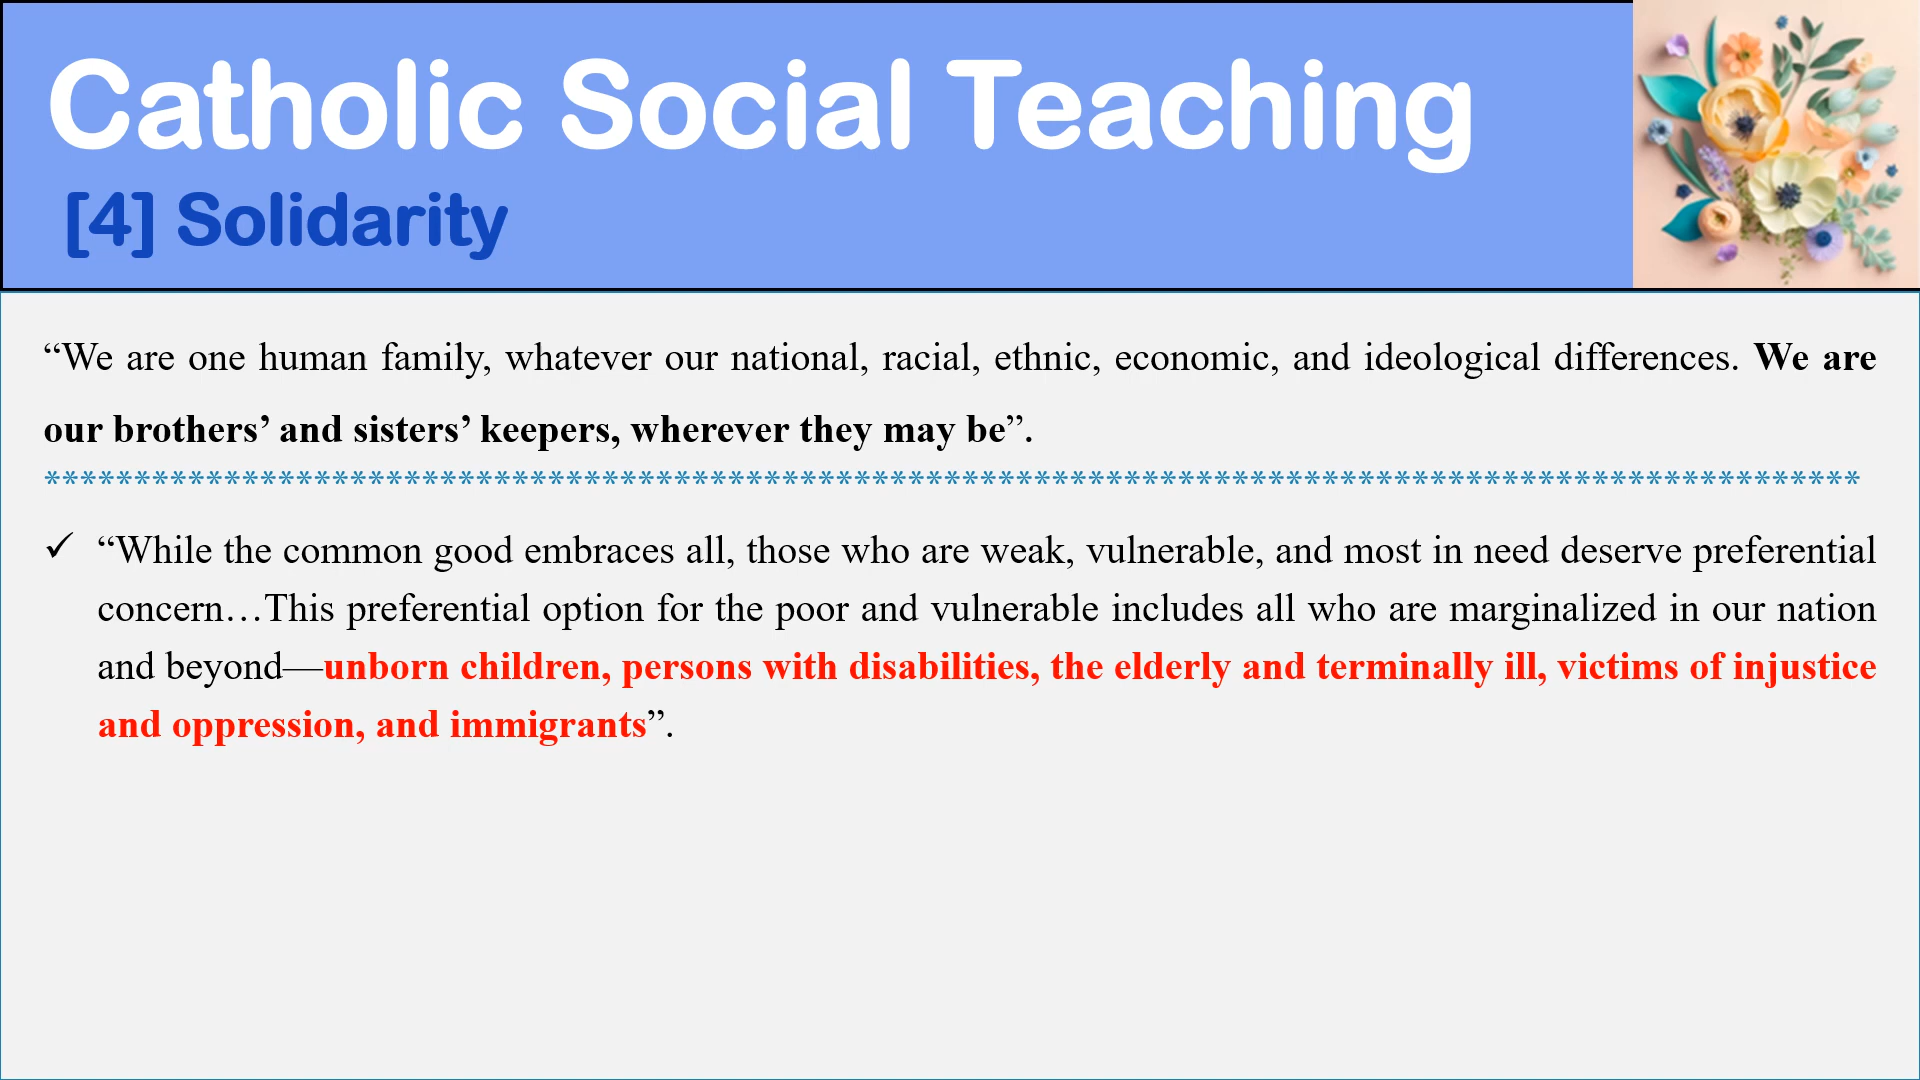 Catholic Social Teaching
[4] Solidarity
“We are one human family, whatever our national, racial, ethnic, economic, and ideological differences. We are
our brothers’ and sisters’ keepers, wherever they may be”.
*****************************************************************************************************
✓ “While the common good embraces all, those who are weak, vulnerable, and most in need deserve preferential
concern…This preferential option for the poor and vulnerable includes all who are marginalized in our nation
and beyond—unborn children, persons with disabilities, the elderly and terminally ill, victims of injustice
and oppression, and immigrants”.